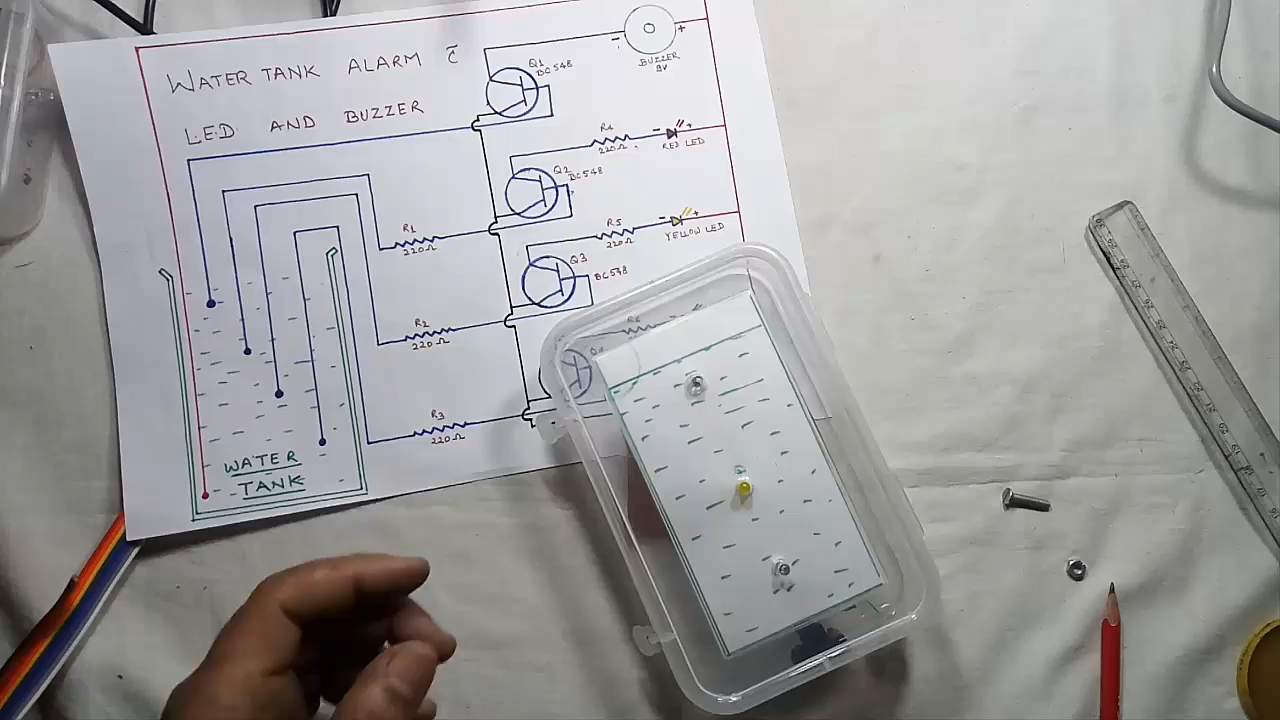 WATER TANK ALARM C̄
L.E.D AND BUZZER
Q1
BC548
-
+
BUZZER
9V
R4
220Ω
-
+
RED LED
Q2
BC548
R1
220Ω
R5
220Ω
-
+
YELLOW LED
Q3
BC548
R2
220Ω
R6
R3
220Ω
WATER
TANK